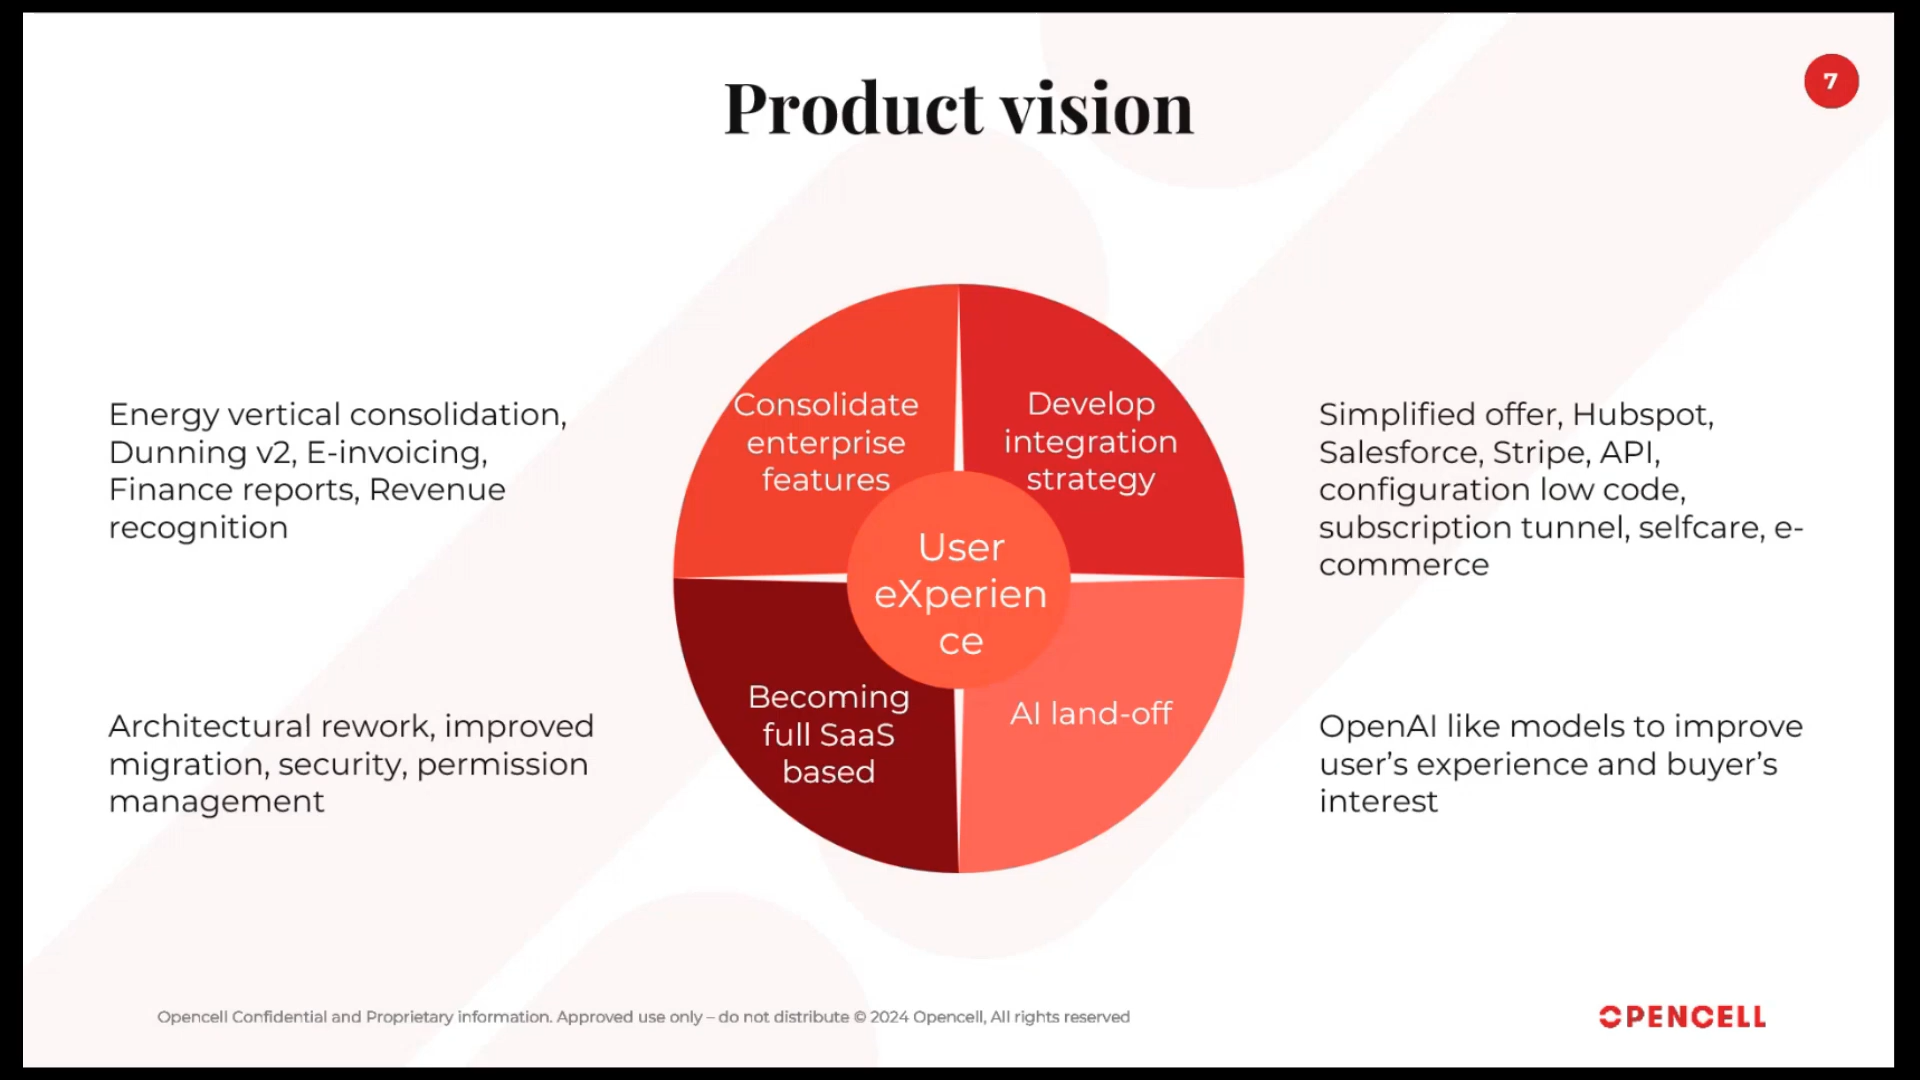 Product vision
7
Energy vertical consolidation,
Dunning v2, E-invoicing,
Finance reports, Revenue
recognition
Consolidate
enterprise
features
Develop
integration
strategy
Simplified offer, Hubspot,
Salesforce, Stripe, API,
configuration low code,
subscription tunnel, selfcare, e-
commerce
User
eXperien
ce
Architectural rework, improved
migration, security, permission
management
Becoming
full SaaS
based
AI land-off
OpenAI like models to improve
user’s experience and buyer’s
interest
Opencell Confidential and Proprietary information. Approved use only – do not distribute © 2024 Opencell, All rights reserved
OPENCELL